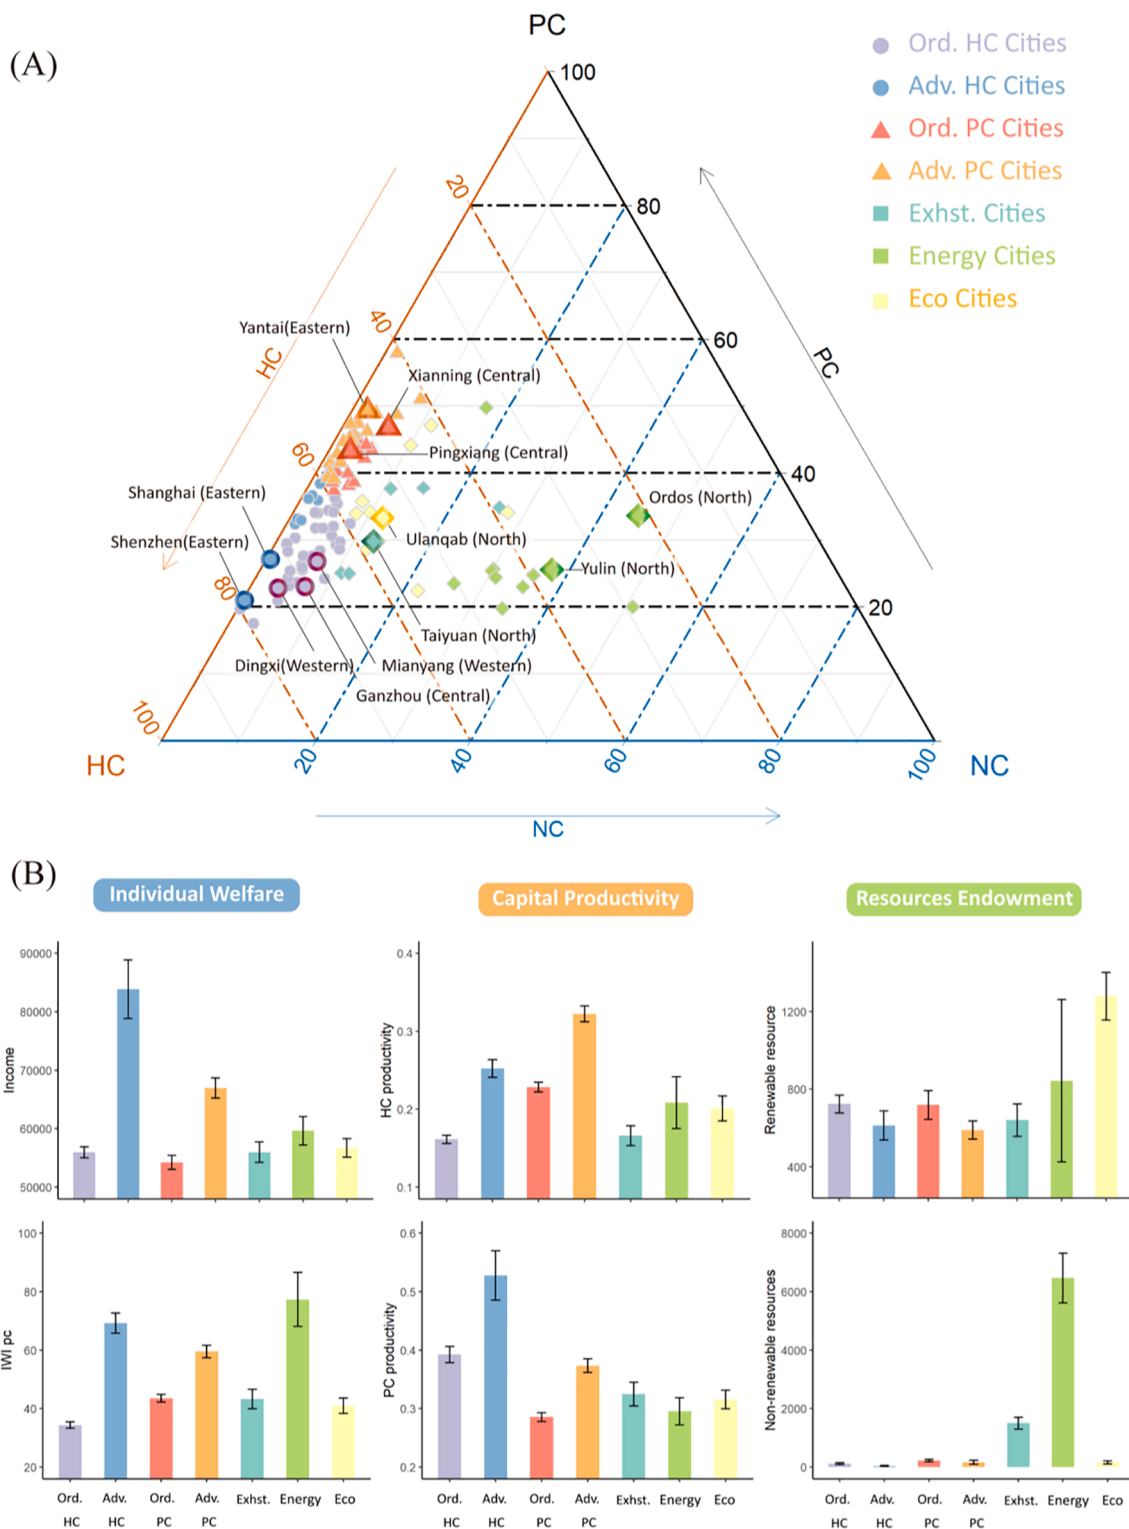 (A)
PC
Ord. HC Cities
Adv. HC Cities
Ord. PC Cities
Adv. PC Cities
Exhst. Cities
Energy Cities
Eco Cities
100
20
80
40
60
Yantai(Eastern)
HC
PC
Xianning (Central)
60
40
Pingxiang (Central)
Shanghai (Eastern)
Ordos (North)
Shenzhen(Eastern)
Ulanqab (North)
Yulin (North)
80
20
Taiyuan (North)
Dingxi(Western)
Mianyang (Western)
Ganzhou (Central)
100
HC
20
40
60
80
100
NC
NC
(B)
Individual Welfare
Capital Productivity
Resources Endowment
Income
90000
80000
70000
60000
50000
HC productivity
0.4
0.3
0.2
0.1
Renewable resource
1200
800
400
IWI pc
100
80
60
40
20
Ord. HC
Adv. HC
Ord. PC
Adv. PC
Exhst.
Energy
Eco
PC productivity
0.6
0.5
0.4
0.3
0.2
Ord. HC
Adv. HC
Ord. PC
Adv. PC
Exhst.
Energy
Eco
Non-renewable resources
8000
6000
4000
2000
0
Ord. HC
Adv. HC
Ord. PC
Adv. PC
Exhst.
Energy
Eco